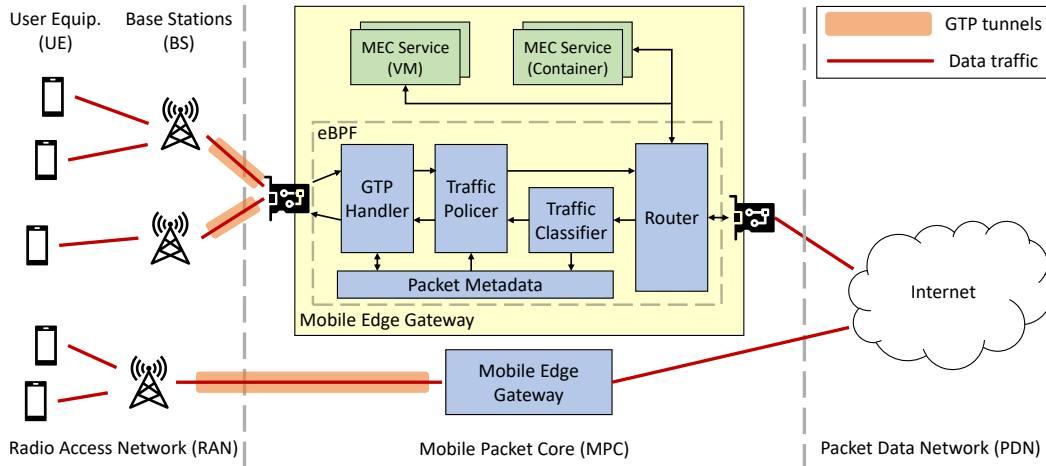 User Equip.
(UE)
Base Stations
(BS)
MEC Service
(VM)
MEC Service
(Container)
GTP tunnels
Data traffic
eBPF
GTP
Handler
Traffic
Policer
Traffic
Classifier
Router
Packet Metadata
Mobile Edge Gateway
Internet
Mobile Edge
Gateway
Radio Access Network (RAN)
Mobile Packet Core (MPC)
Packet Data Network (PDN)